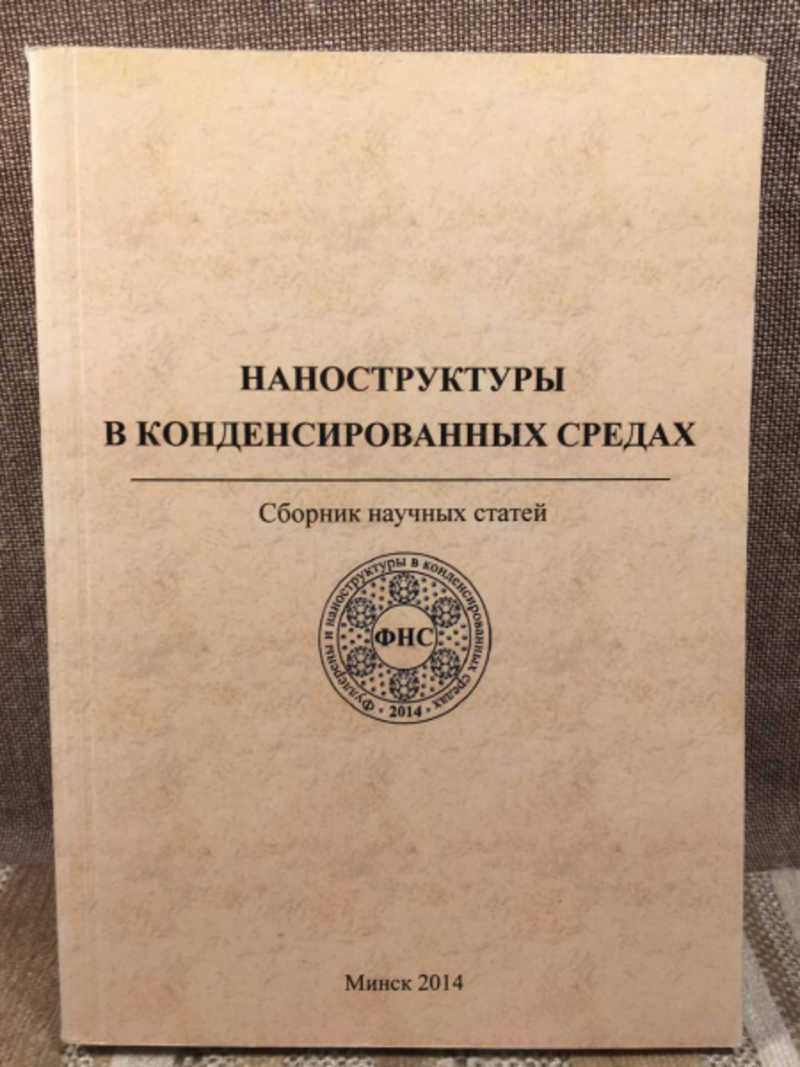 НАНОСТРУКТУРЫ
В КОНДЕНСИРОВАННЫХ СРЕДАХ
Сборник научных статей
Фуллерены и наноструктуры в конденсированных средах
ФНС
· 2014 ·
Минск 2014